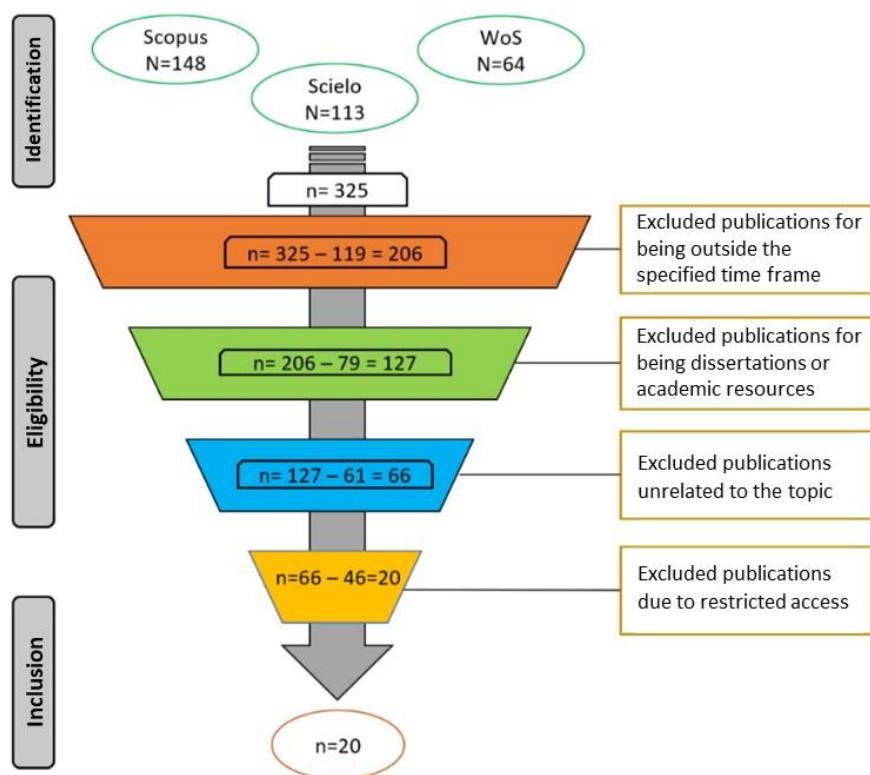 Identification
Scopus
N=148
WoS
N=64
Scielo
N=113
n= 325
n= 325 – 119 = 206
Excluded publications for
being outside the
specified time frame
Eligibility
n= 206 – 79 = 127
Excluded publications for
being dissertations or
academic resources
n= 127 – 61 = 66
Excluded publications
unrelated to the topic
n=66 – 46=20
Excluded publications
due to restricted access
Inclusion
n=20